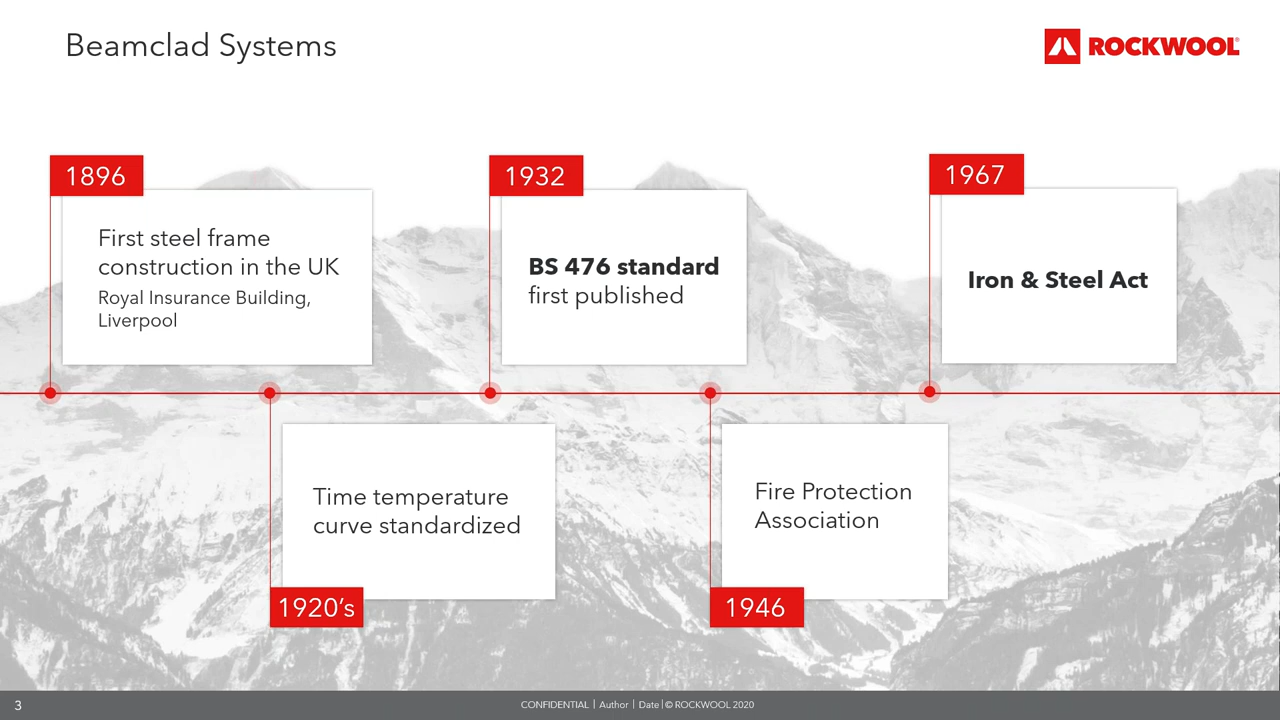 Beamclad Systems
ROCKWOOL®
1896
First steel frame
construction in the UK
Royal Insurance Building,
Liverpool
1920’s
Time temperature
curve standardized
1932
BS 476 standard
first published
1946
Fire Protection
Association
1967
Iron & Steel Act
3
CONFIDENTIAL | Author | Date | © ROCKWOOL 2020